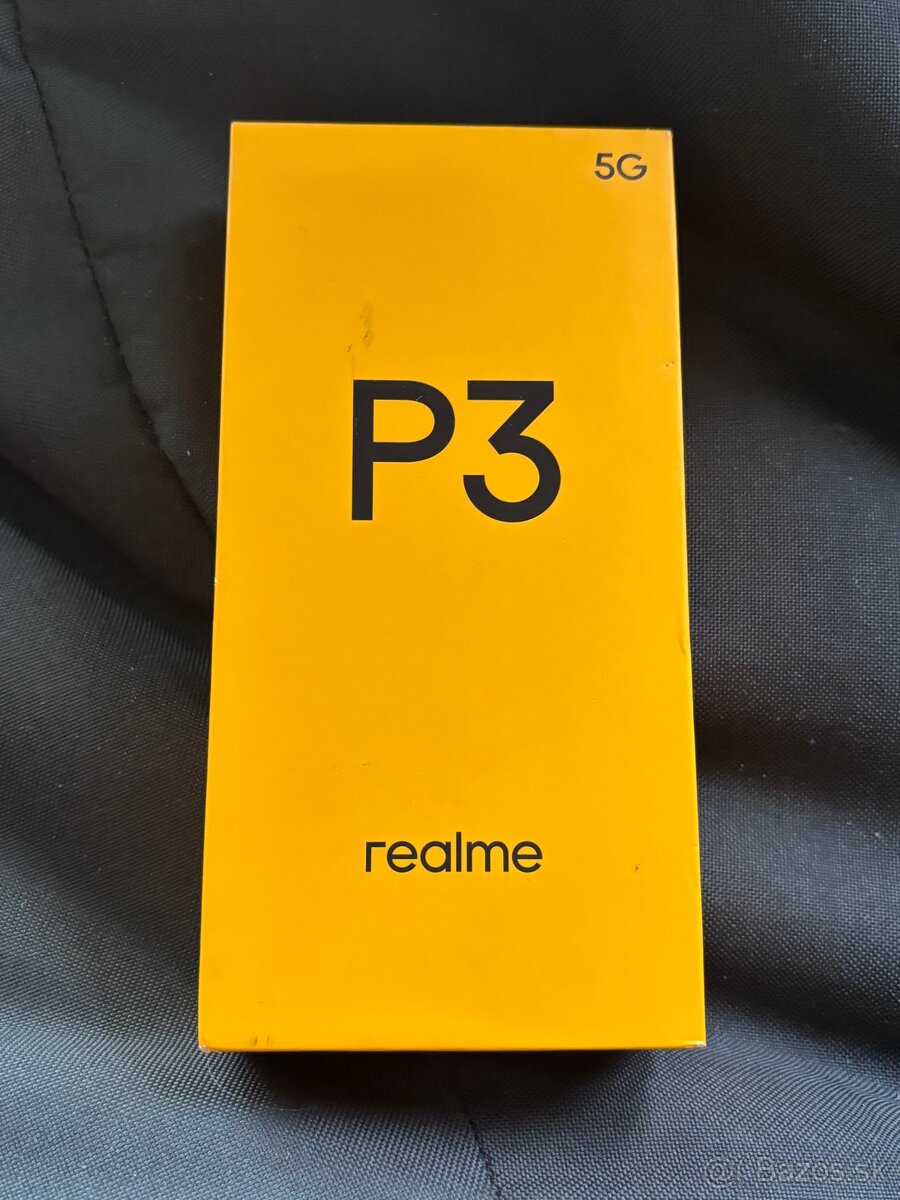 5G
P3
realme
@ Bazos.sk